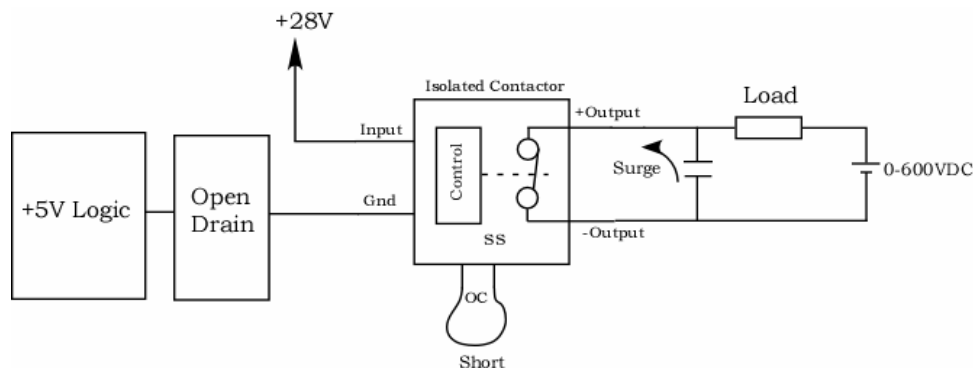 +28V
Isolated Contactor
Input
+Output
Load
Control
Surge
0-600VDC
+5V Logic
Open
Drain
Gnd
SS
-Output
OC
Short